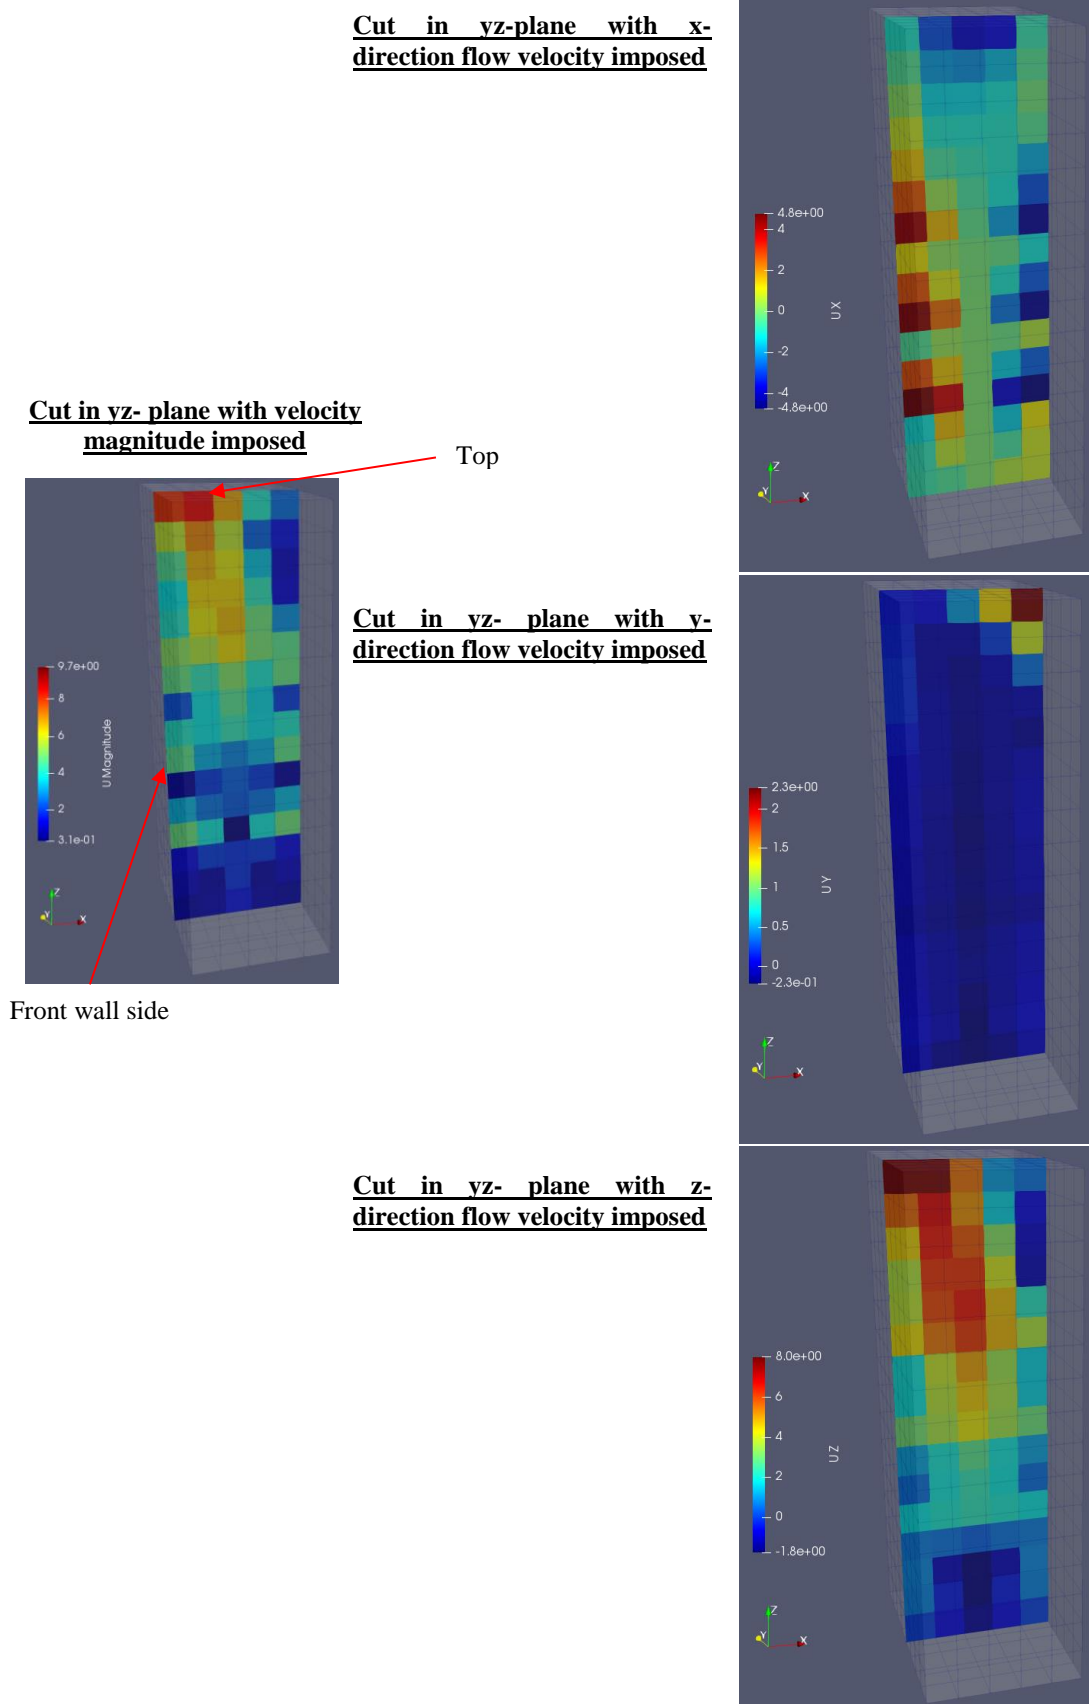 Cut in yz-plane with x-
direction flow velocity imposed
4.8e+00
4
2
0
-2
-4
-4.8e+00
UX
Z
Y
X
Cut in yz- plane with velocity
magnitude imposed
Top
9.7e+00
8
6
4
2
3.1e-01
U Magnitude
Z
Y
X
Front wall side
Cut in yz- plane with y-
direction flow velocity imposed
2.3e+00
2
1.5
1
0.5
0
-2.3e-01
UY
Z
Y
X
Cut in yz- plane with z-
direction flow velocity imposed
8.0e+00
6
4
2
0
-1.8e+00
UZ
Z
Y
X